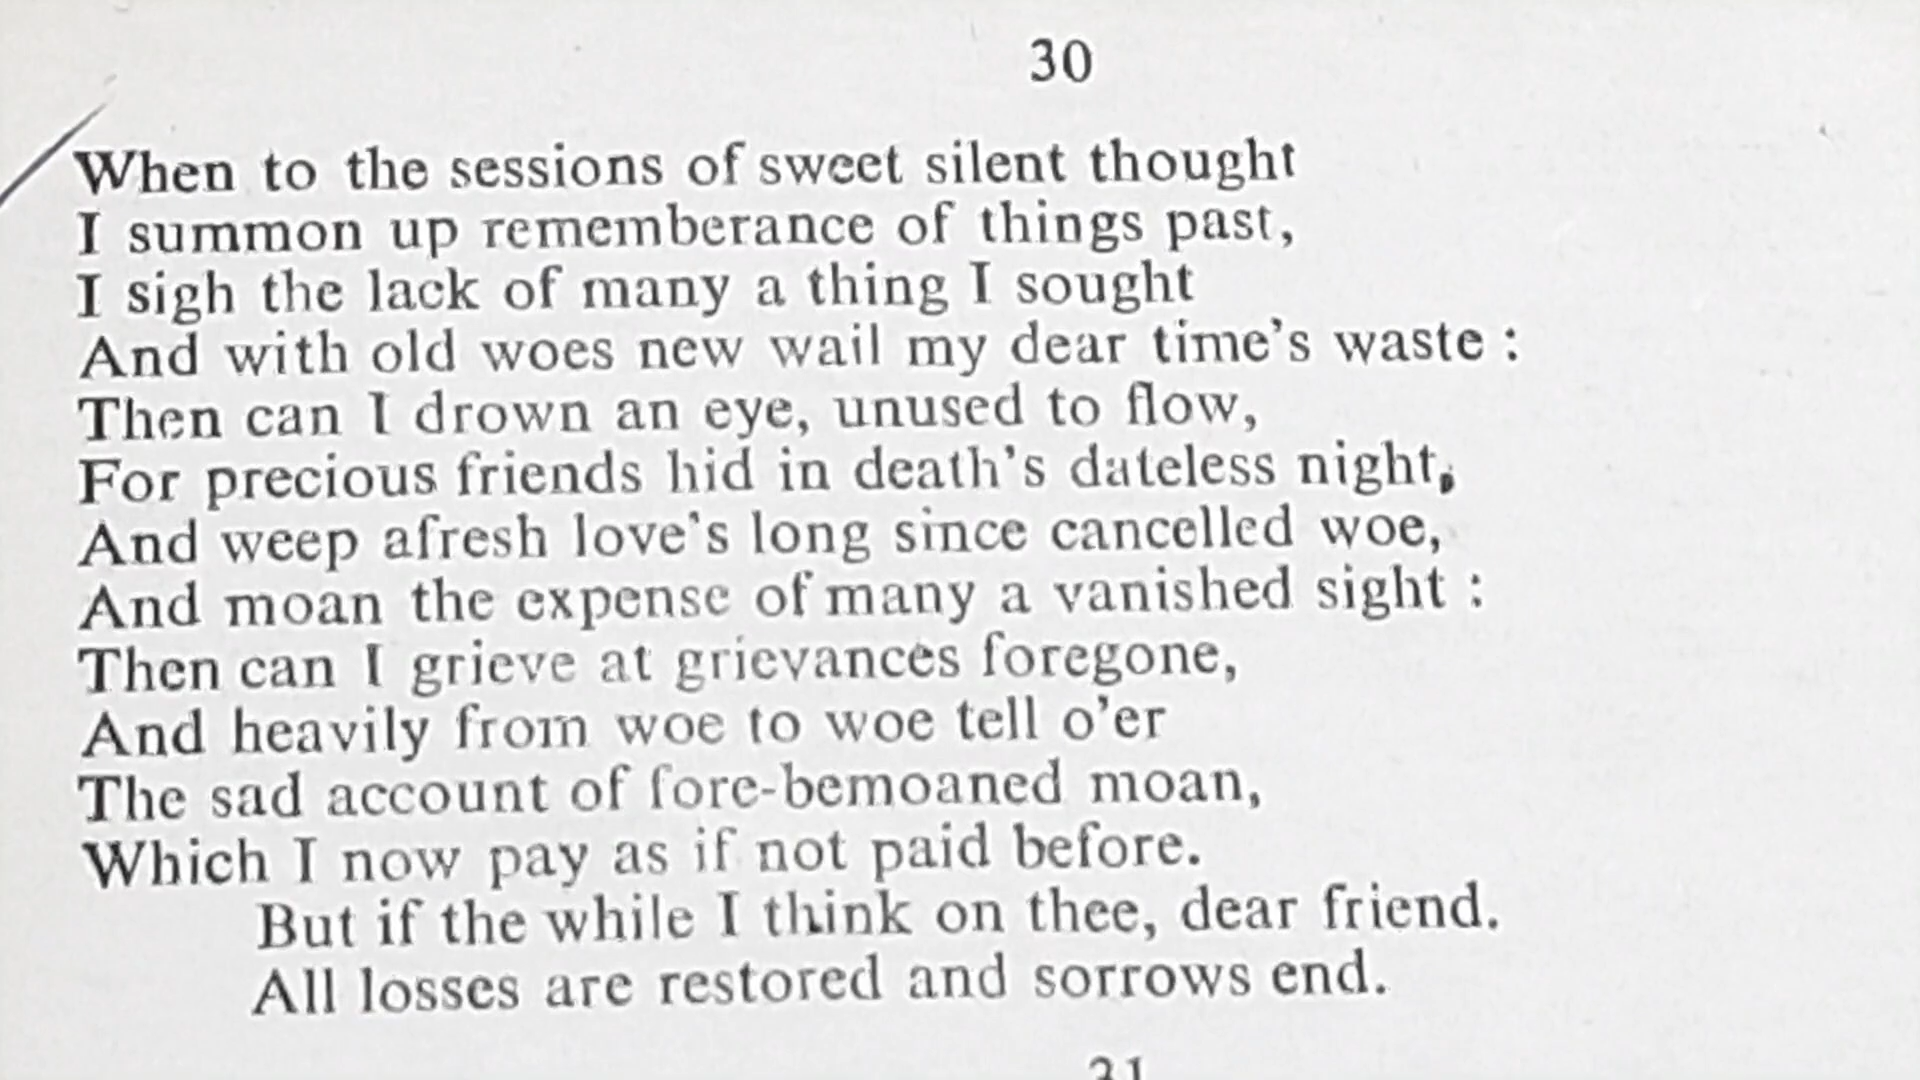 30
When to the sessions of sweet silent thought
I summon up rememberance of things past,
I sigh the lack of many a thing I sought
And with old woes new wail my dear time's waste :
Then can I drown an eye, unused to flow,
For precious friends hid in death's dateless night,
And weep afresh love's long since cancelled woe,
And moan the expense of many a vanished sight :
Then can I grieve at grievances foregone,
And heavily from woe to woe tell o'er
The sad account of fore-bemoaned moan,
Which I now pay as if not paid before.
But if the while I think on thee, dear friend.
All losses are restored and sorrows end.
31